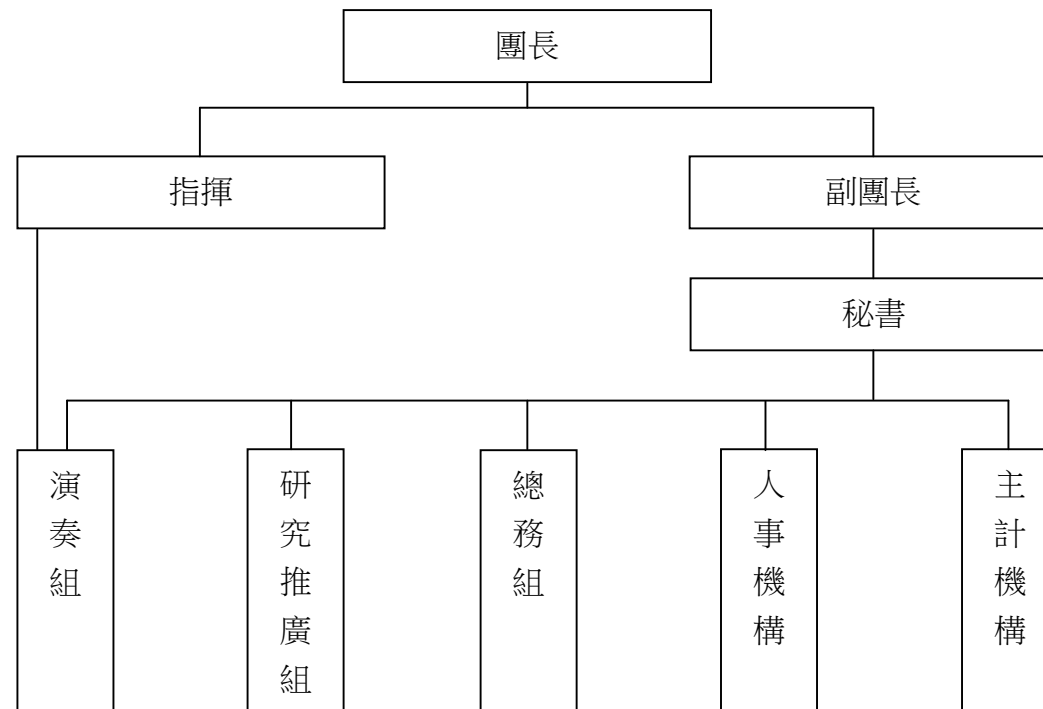 團長
指揮
副團長
秘書
演奏組
研究推廣組
總務組
人事機構
主計機構